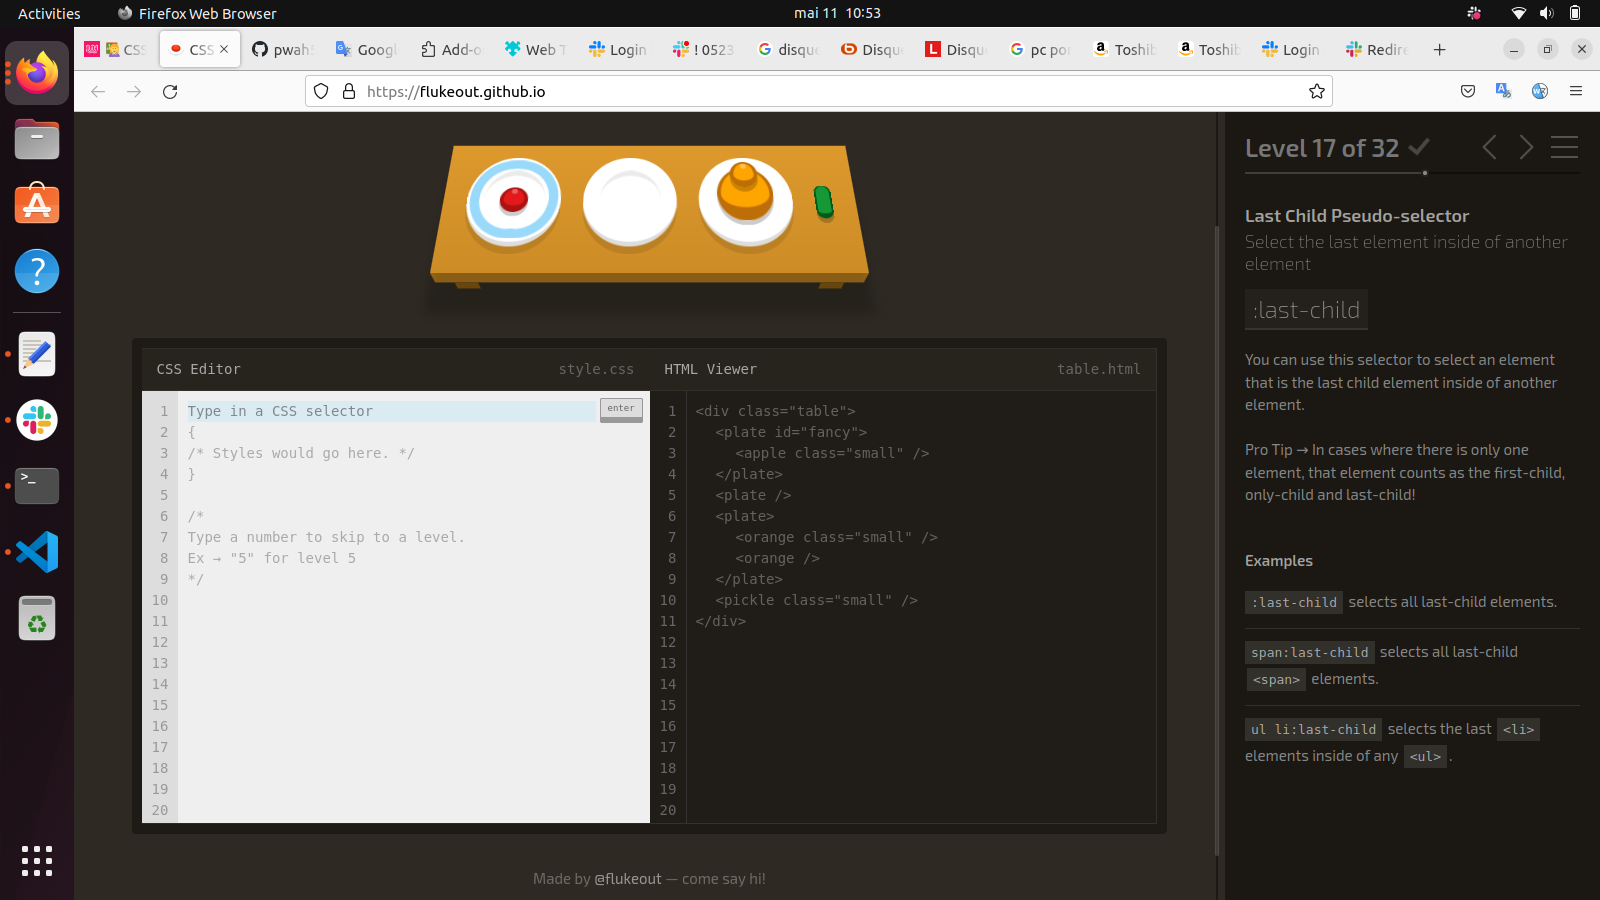 Activities
Firefox Web Browser
mai 11 10:53
CSS
CSS
pwah
Googl
Add-o
Web T
Login
! 0523
disque
Disque
Disque
pc por
Toshib
Toshib
Login
Redire
https://flukeout.github.io
CSS Editor
style.css
HTML Viewer
table.html
1 Type in a CSS selector
enter
2 {
3 /* Styles would go here. */
4 }
5
6 /*
7 Type a number to skip to a level.
8 Ex → "5" for level 5
9 */
10
11
12
13
14
15
16
17
18
19
20
1 <div class="table">
2 <plate id="fancy">
3 <apple class="small" />
4 </plate>
5 <plate />
6 <plate>
7 <orange class="small" />
8 <orange />
9 </plate>
10 <pickle class="small" />
11 </div>
12
13
14
15
16
17
18
19
20
Made by @flukeout — come say hi!
Level 17 of 32
Last Child Pseudo-selector
Select the last element inside of another
element
:last-child
You can use this selector to select an element
that is the last child element inside of another
element.
Pro Tip → In cases where there is only one
element, that element counts as the first-child,
only-child and last-child!
Examples
:last-child selects all last-child elements.
span:last-child selects all last-child
<span> elements.
ul li:last-child selects the last <li>
elements inside of any <ul>.